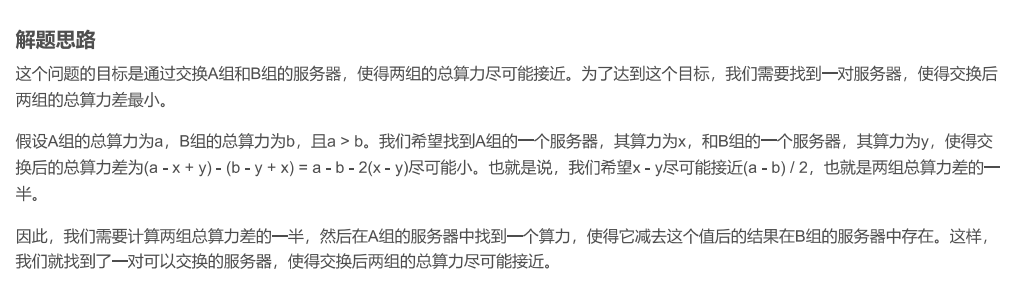 解题思路
这个问题的目标是通过交换A组和B组的服务器，使得两组的总算力尽可能接近。为了达到这个目标，我们需要找到一对服务器，使得交换后
两组的总算力差最小。
假设A组的总算力为a，B组的总算力为b，且a > b。我们希望找到A组的一个服务器，其算力为x，和B组的一个服务器，其算力为y，使得交
换后的总算力差为(a - x + y) - (b - y + x) = a - b - 2(x - y)尽可能小。也就是说，我们希望x - y尽可能接近(a - b) / 2，也就是两组总算力差的一
半。
因此，我们需要计算两组总算力差的一半，然后在A组的服务器中找到一个算力，使得它减去这个值后的结果在B组的服务器中存在。这样，
我们就找到了一对可以交换的服务器，使得交换后两组的总算力尽可能接近。